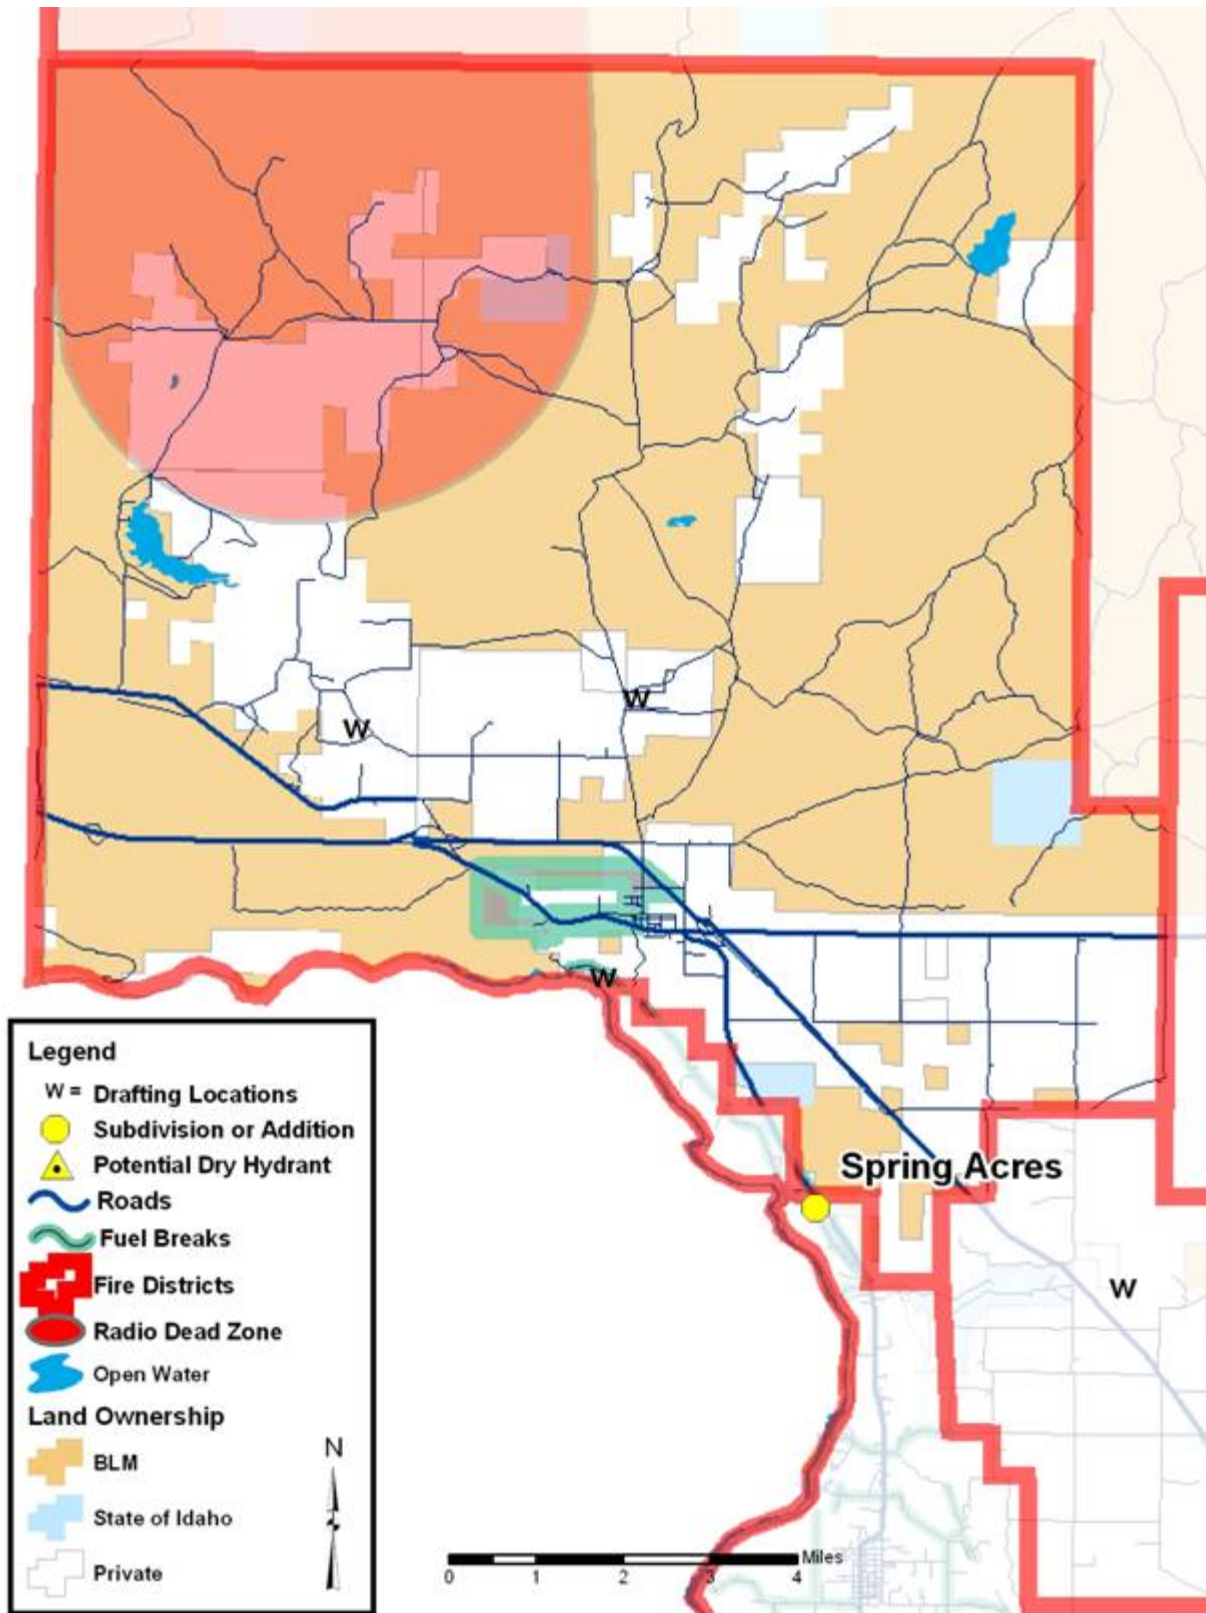 W
W
W
Spring Acres
W
Legend
W = Drafting Locations
Subdivision or Addition
Potential Dry Hydrant
Roads
Fuel Breaks
Fire Districts
Radio Dead Zone
Open Water
Land Ownership
BLM
State of Idaho
Private
N
Miles
0 1 2 3 4